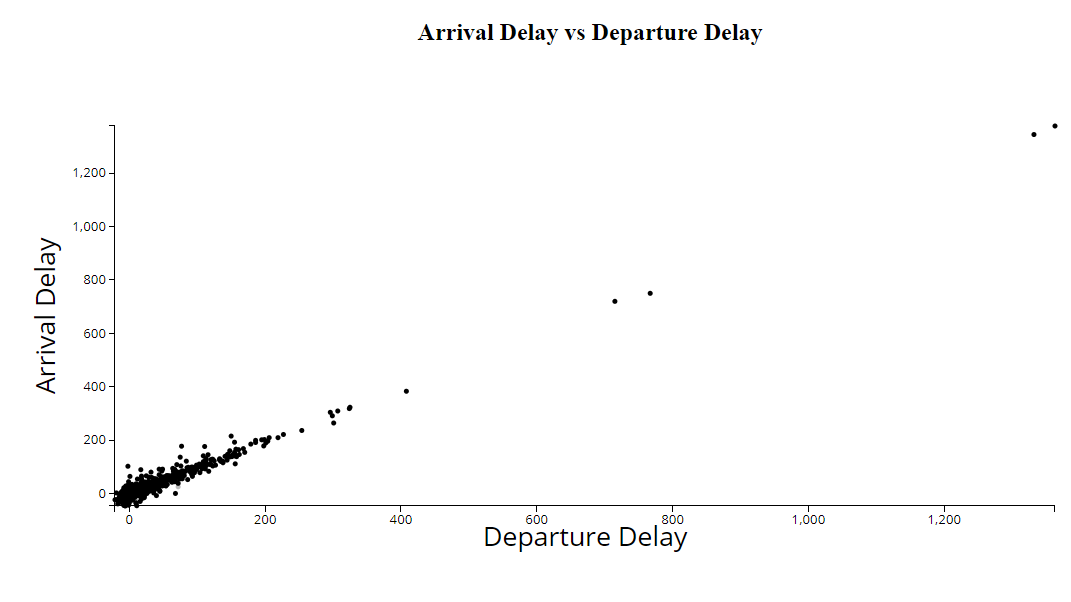 Arrival Delay vs Departure Delay
1,200
1,000
800
600
400
200
0
Arrival Delay
0 200 400 600 800 1,000 1,200
Departure Delay